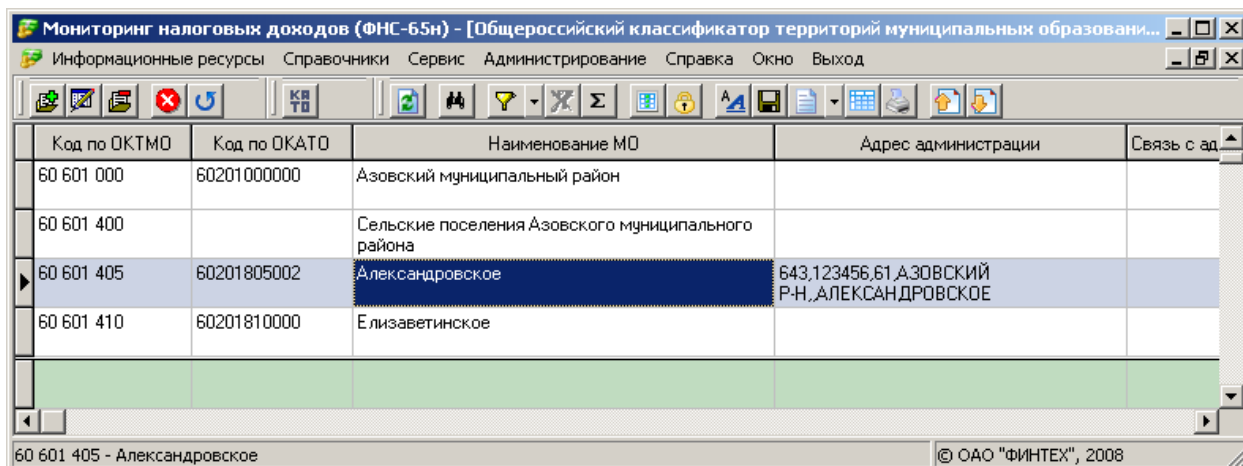 Мониторинг налоговых доходов (ФНС-65н) - [Общероссийский классификатор территорий муниципальных образовани...
Информационные ресурсы Справочники Сервис Администрирование Справка Окно Выход
Код по ОКТМО Код по ОКАТО Наименование МО Адрес администрации Связь с ад
60 601 000 60201000000 Азовский муниципальный район
60 601 400 Сельские поселения Азовского муниципального
района
60 601 405 60201805002 Александровское 643,123456,61,АЗОВСКИЙ
Р-Н,,АЛЕКСАНДРОВСКОЕ
60 601 410 60201810000 Елизаветинское
60 601 405 - Александровское © ОАО "ФИНТЕХ", 2008